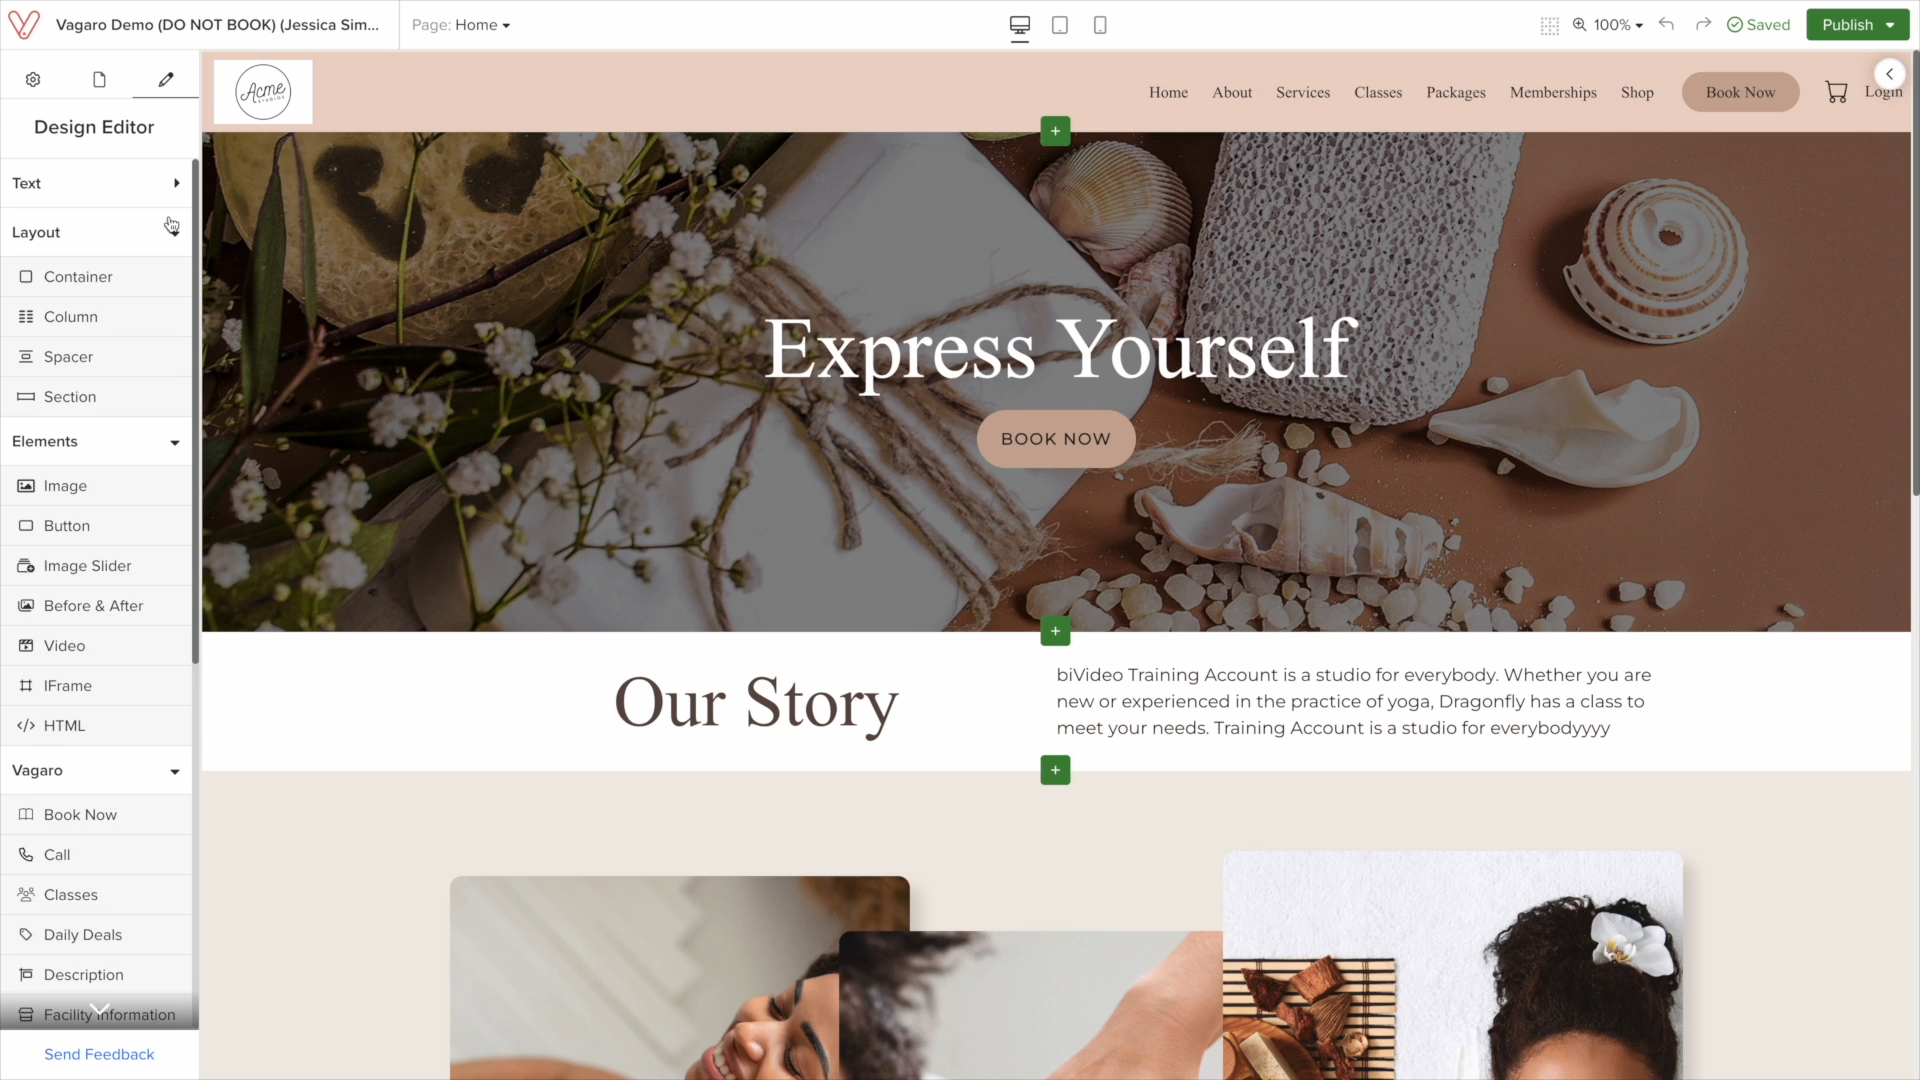 Vagaro Demo (DO NOT BOOK) (Jessica Sim...
Page: Home
100%
Saved
Publish
Design Editor
Text
Layout
Container
Column
Spacer
Section
Elements
Image
Button
Image Slider
Before & After
Video
IFrame
</> HTML
Vagaro
Book Now
Call
Classes
Daily Deals
Description
Facility Information
Send Feedback
Acme
STUDIOS
Home
About
Services
Classes
Packages
Memberships
Shop
Book Now
Login
Express Yourself
BOOK NOW
Our Story
biVideo Training Account is a studio for everybody. Whether you are
new or experienced in the practice of yoga, Dragonfly has a class to
meet your needs. Training Account is a studio for everybodyyyy